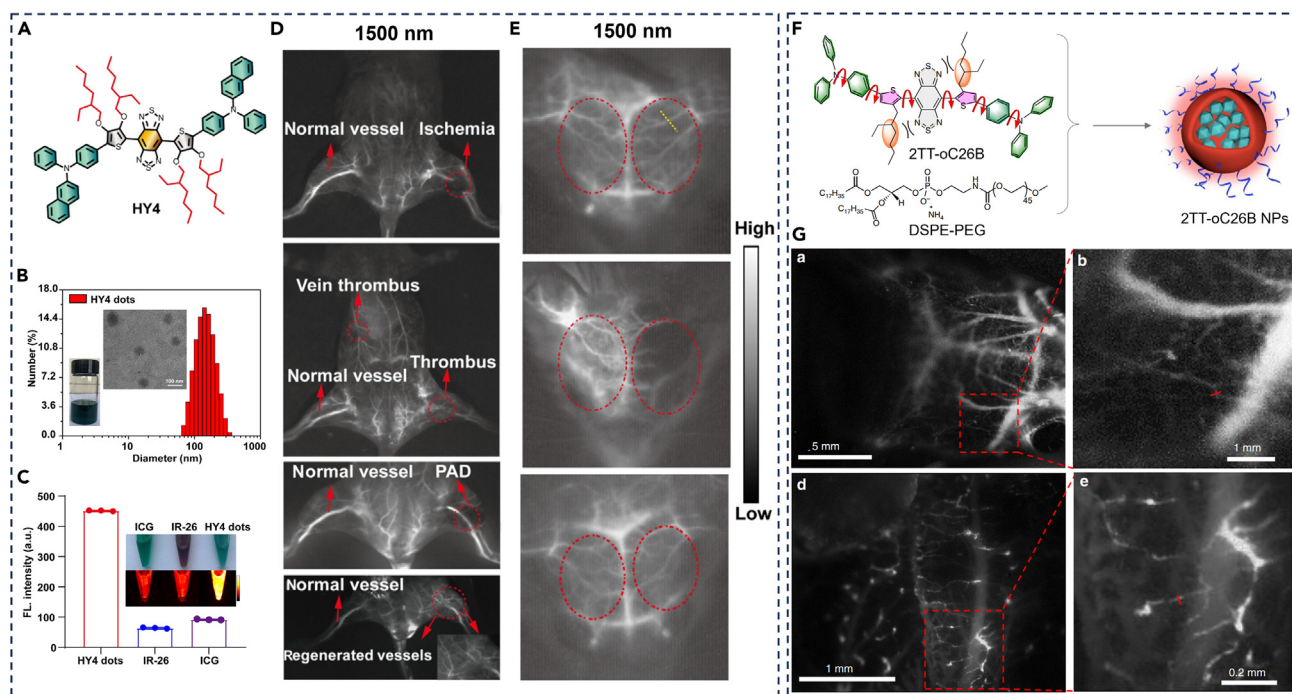 A
HY4
B
18.0
14.4
10.8
7.2
3.6
0.0
Number (%)
HY4 dots
100 nm
1
10
100
1000
Diameter (nm)
C
500
400
300
200
100
0
FL. intensity (a.u.)
ICG IR-26 HY4 dots
HY4 dots
IR-26
ICG
D
1500 nm
Normal vessel
Ischemia
Vein thrombus
Normal vessel
Thrombus
Normal vessel
PAD
Normal vessel
Regenerated vessels
E
1500 nm
High
Low
F
2TT-oC26B
DSPE-PEG
2TT-oC26B NPs
G
a
5 mm
b
1 mm
d
1 mm
e
0.2 mm